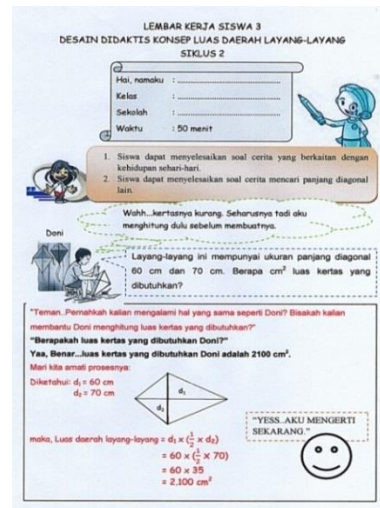 LEMBAR KERJA SISWA 3
DESAIN DIDAKTIS KONSEP LUAS DAERAH LAYANG-LAYANG
SIKLUS 2
Hai, namaku :
Kelas :
Sekolah :
Waktu : 50 menit
1. Siswa dapat menyelesaikan soal cerita yang berkaitan dengan
kehidupan sehari-hari.
2. Siswa dapat menyelesaikan soal cerita mencari panjang diagonal
lain.
Wahh...kertasnya kurang. Seharusnya tadi aku
menghitung dulu sebelum membuatnya.
Doni
Layang-layang ini mempunyai ukuran panjang diagonal
60 cm dan 70 cm. Berapa cm² luas kertas yang
dibutuhkan?
"Teman..Pernahkah kalian mengalami hal yang sama seperti Doni? Bisakah kalian
membantu Doni menghitung luas kertas yang dibutuhkan?"
"Berapakah luas kertas yang dibutuhkan Doni?"
Yaa, Benar...luas kertas yang dibutuhkan Doni adalah 2100 cm².
Mari kita amati prosesnya:
Diketahui: d₁ = 60 cm
d₂ = 70 cm
d₁
d₂
maka, Luas daerah layang-layang = d₁ x (1/2 x d₂)
= 60 x (1/2 x 70)
= 60 x 35
= 2.100 cm²
"YESS..AKU MENGERTI
SEKARANG."